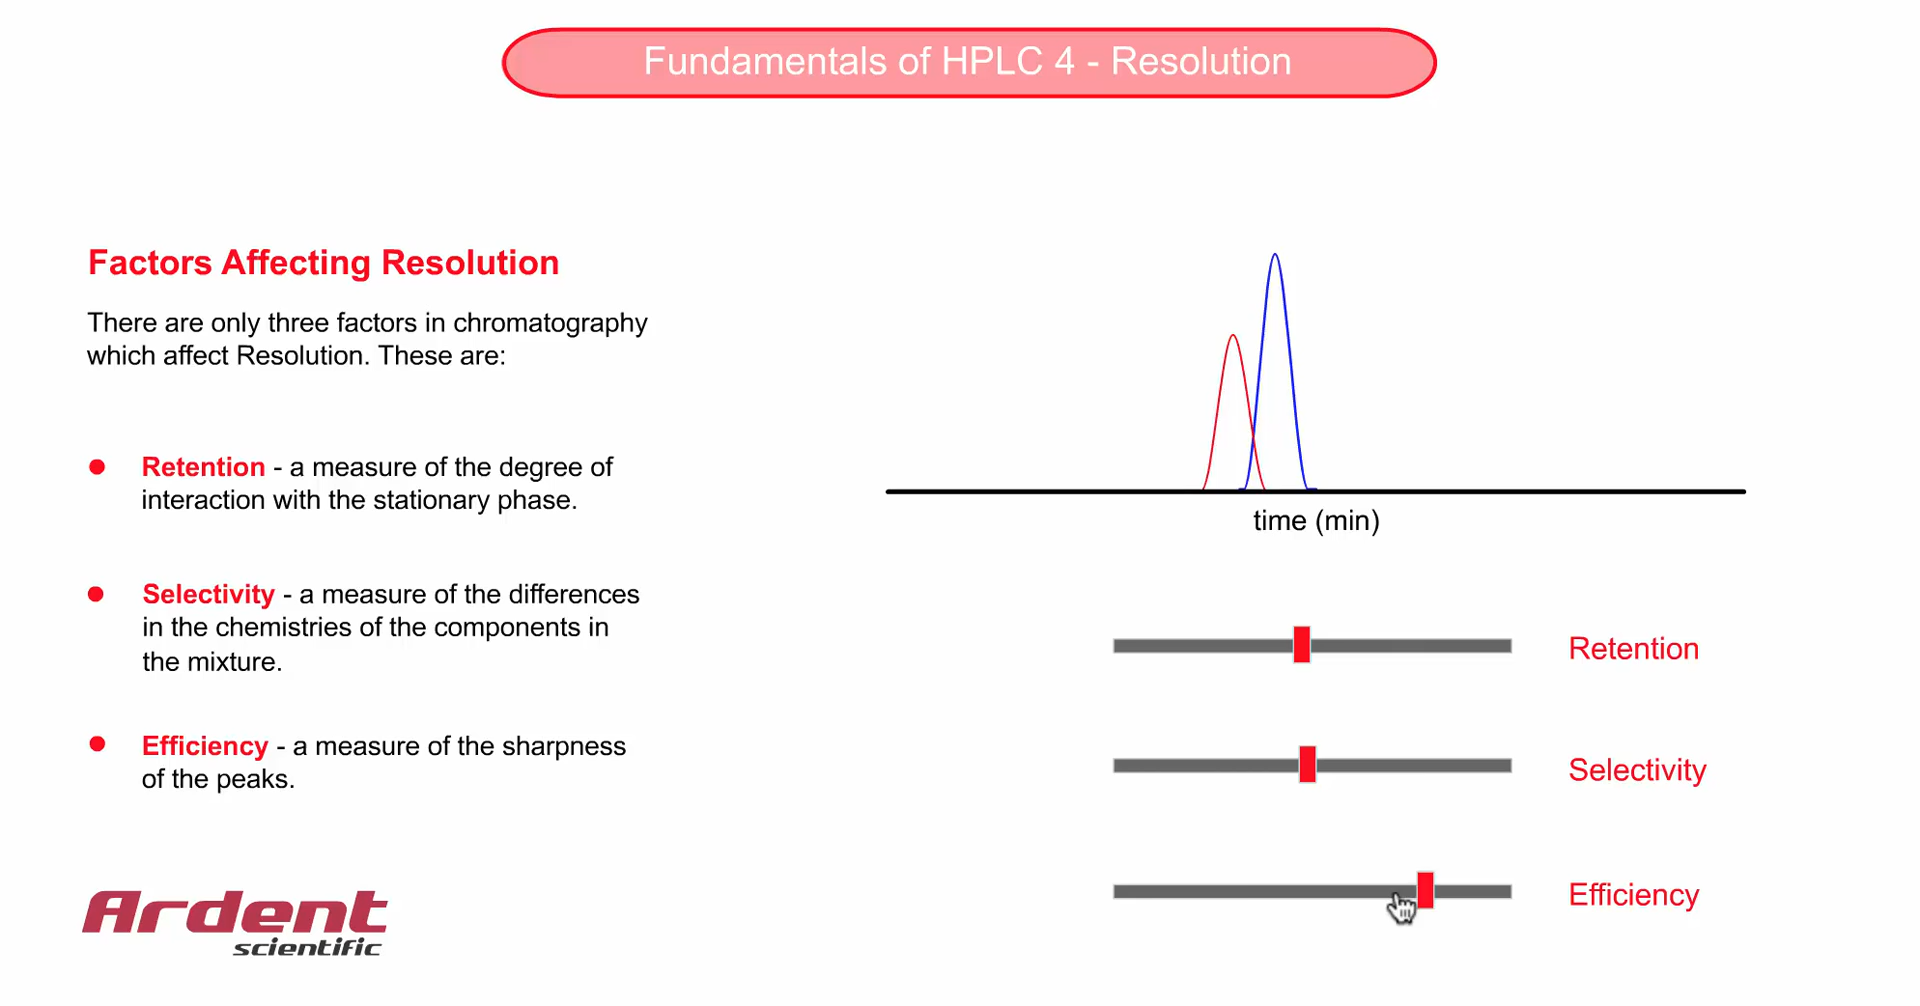 Fundamentals of HPLC 4 - Resolution
Factors Affecting Resolution
There are only three factors in chromatography
which affect Resolution. These are:
Retention - a measure of the degree of
interaction with the stationary phase.
Selectivity - a measure of the differences
in the chemistries of the components in
the mixture.
Efficiency - a measure of the sharpness
of the peaks.
time (min)
Retention
Selectivity
Efficiency
Ardent
scientific